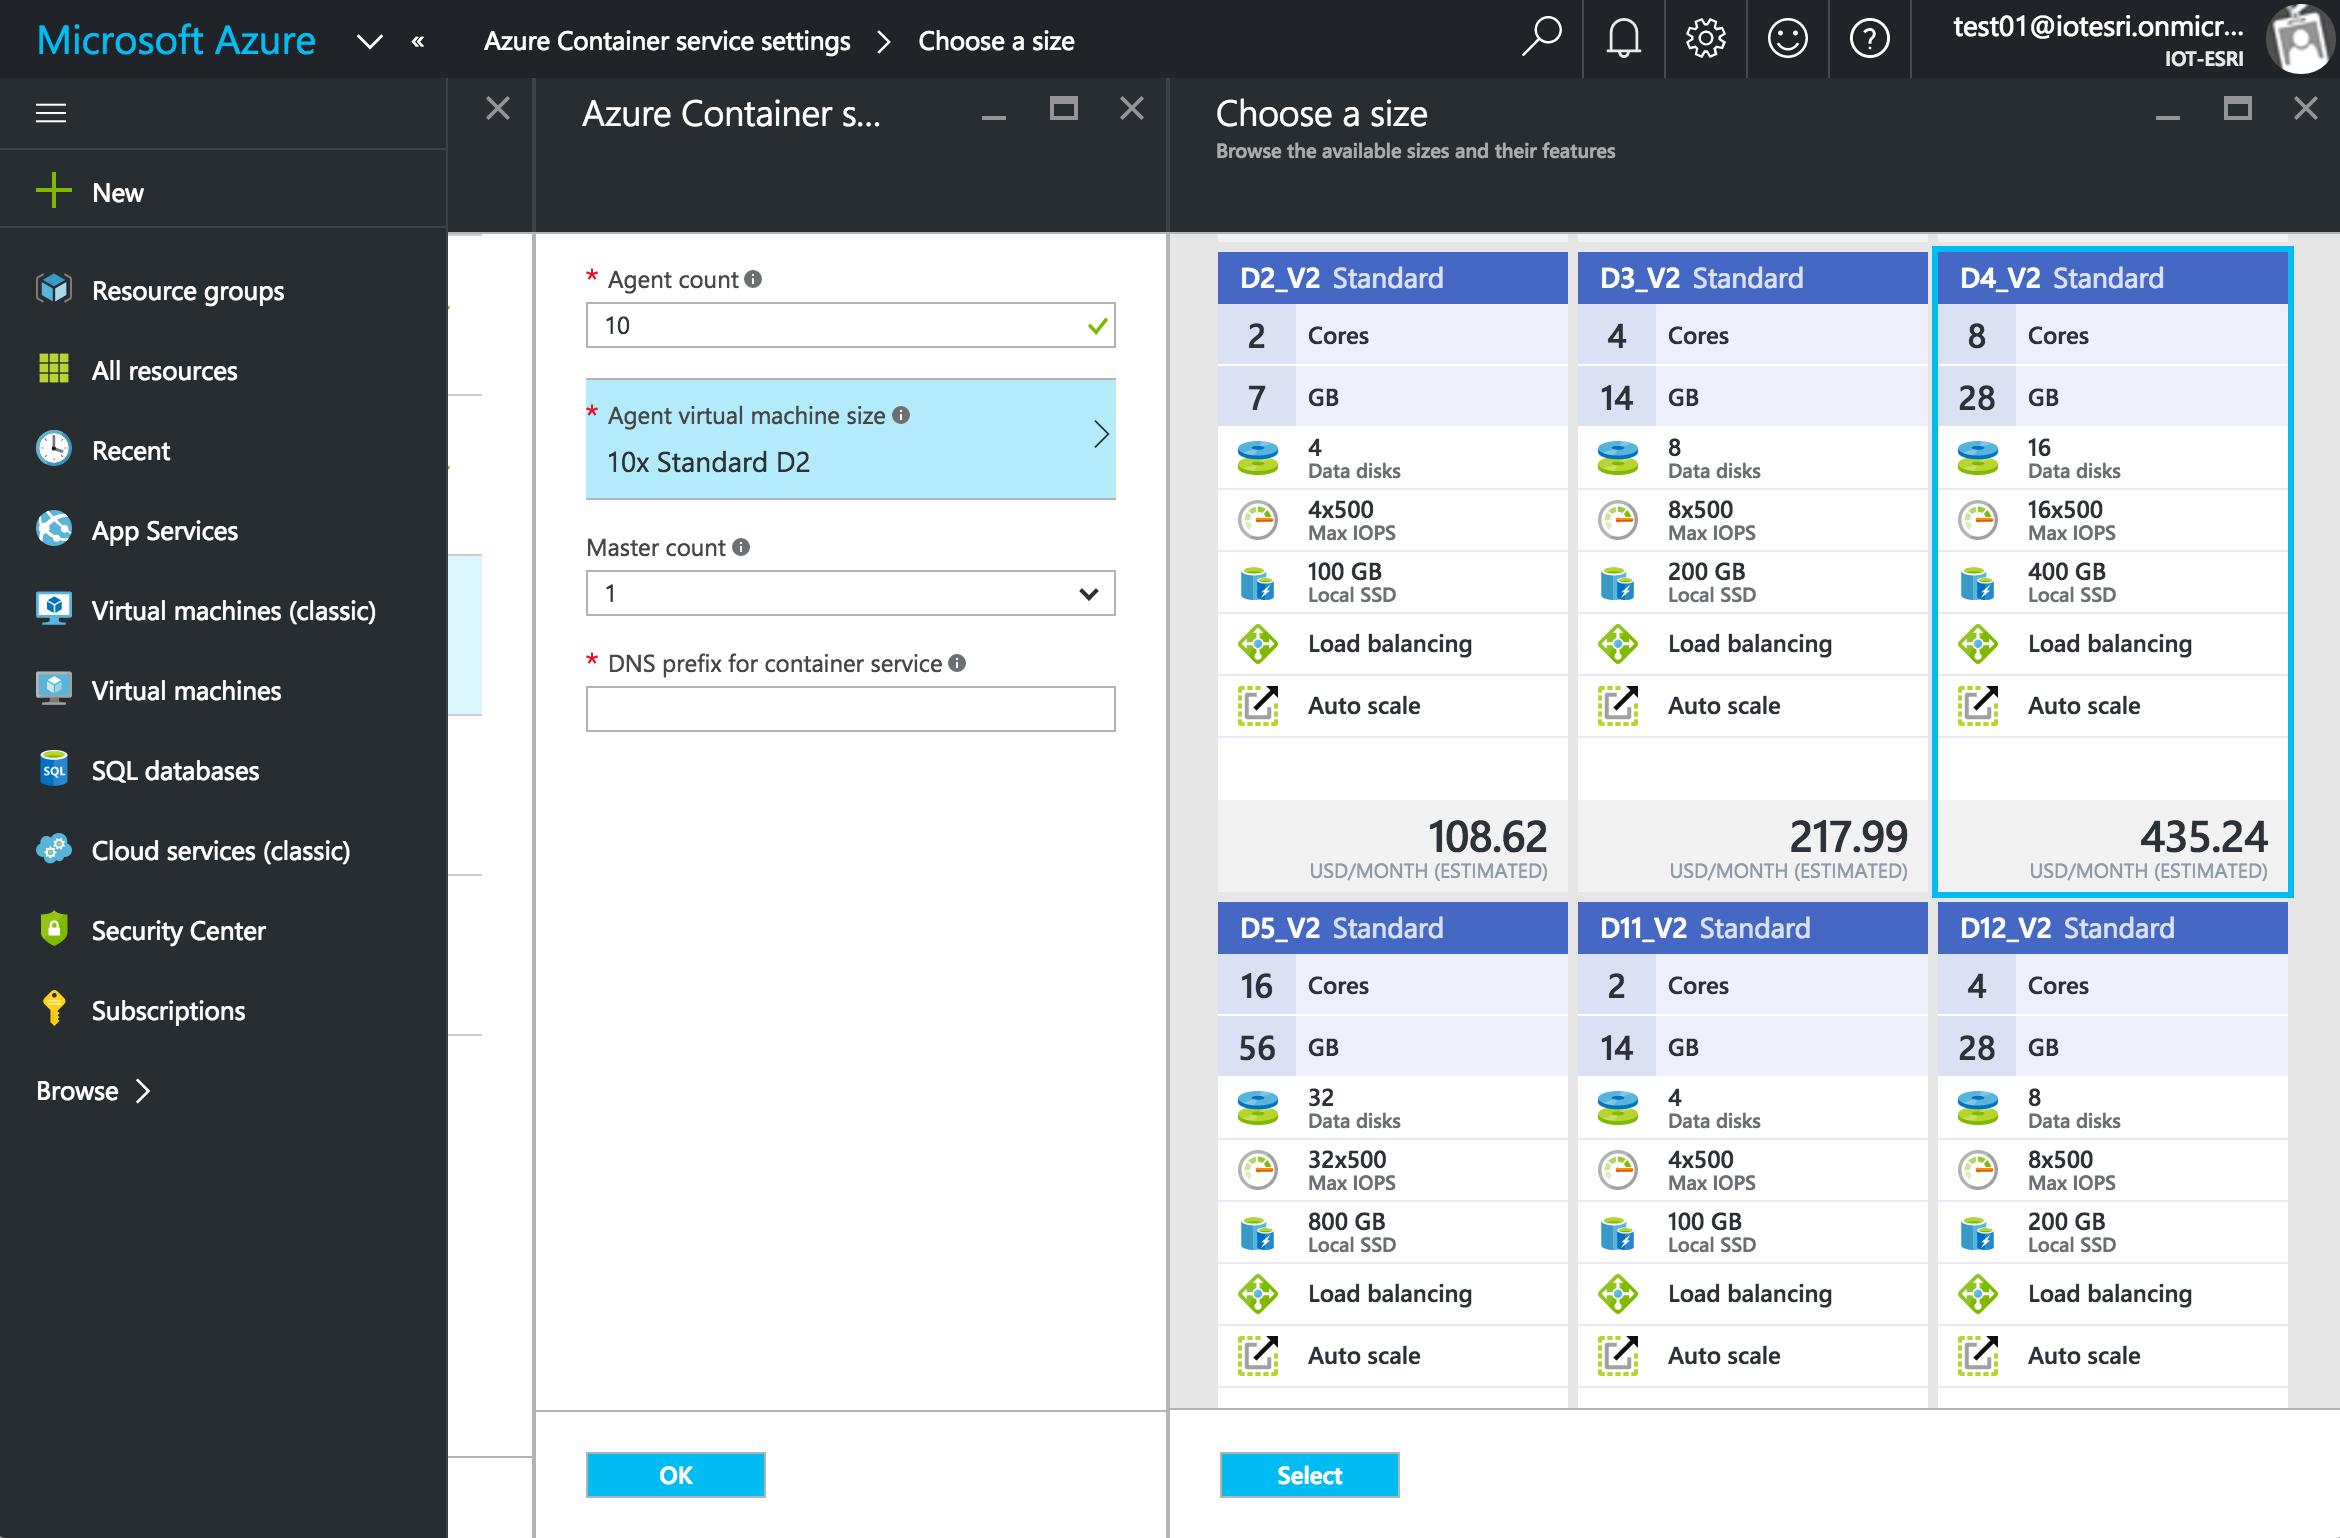 Microsoft Azure
«
Azure Container service settings
Choose a size
test01@iotesri.onmicr...
IOT-ESRI
New
Resource groups
All resources
Recent
App Services
Virtual machines (classic)
Virtual machines
SQL
SQL databases
Cloud services (classic)
Security Center
Subscriptions
Browse
Azure Container s...
* Agent count
10
* Agent virtual machine size
10x Standard D2
Master count
1
* DNS prefix for container service
OK
Choose a size
Browse the available sizes and their features
D2_V2 Standard
2 Cores
7 GB
4
Data disks
4x500
Max IOPS
100 GB
Local SSD
Load balancing
Auto scale
108.62
USD/MONTH (ESTIMATED)
D3_V2 Standard
4 Cores
14 GB
8
Data disks
8x500
Max IOPS
200 GB
Local SSD
Load balancing
Auto scale
217.99
USD/MONTH (ESTIMATED)
D4_V2 Standard
8 Cores
28 GB
16
Data disks
16x500
Max IOPS
400 GB
Local SSD
Load balancing
Auto scale
435.24
USD/MONTH (ESTIMATED)
D5_V2 Standard
16 Cores
56 GB
32
Data disks
32x500
Max IOPS
800 GB
Local SSD
Load balancing
Auto scale
D11_V2 Standard
2 Cores
14 GB
4
Data disks
4x500
Max IOPS
100 GB
Local SSD
Load balancing
Auto scale
D12_V2 Standard
4 Cores
28 GB
8
Data disks
8x500
Max IOPS
200 GB
Local SSD
Load balancing
Auto scale
Select